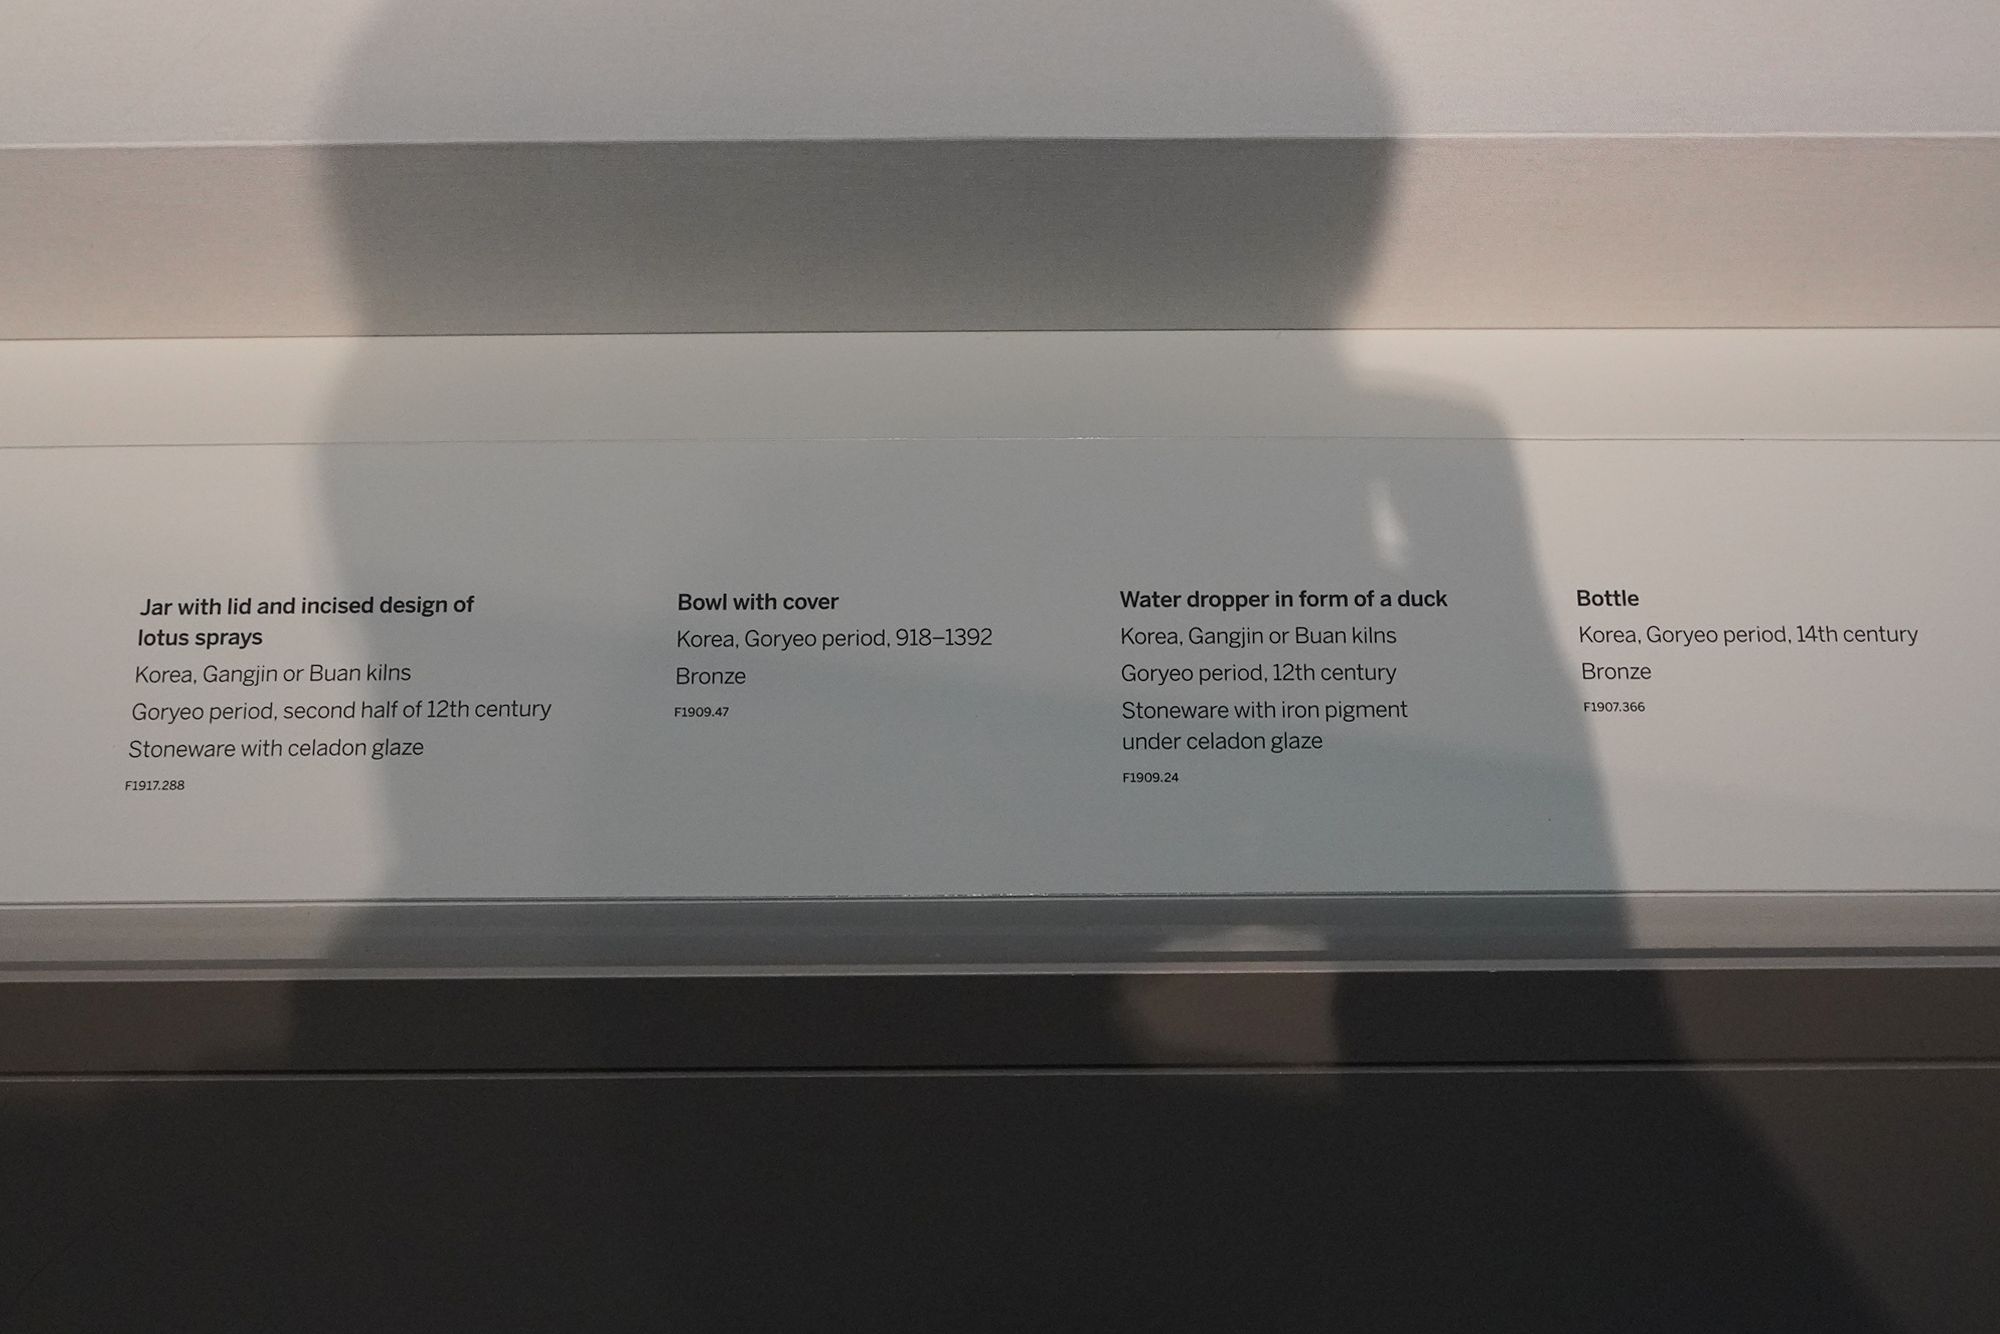 Jar with lid and incised design of
lotus sprays
Korea, Gangjin or Buan kilns
Goryeo period, second half of 12th century
Stoneware with celadon glaze
F1917.288
Bowl with cover
Korea, Goryeo period, 918–1392
Bronze
F1909.47
Water dropper in form of a duck
Korea, Gangjin or Buan kilns
Goryeo period, 12th century
Stoneware with iron pigment
under celadon glaze
F1909.24
Bottle
Korea, Goryeo period, 14th century
Bronze
F1907.366